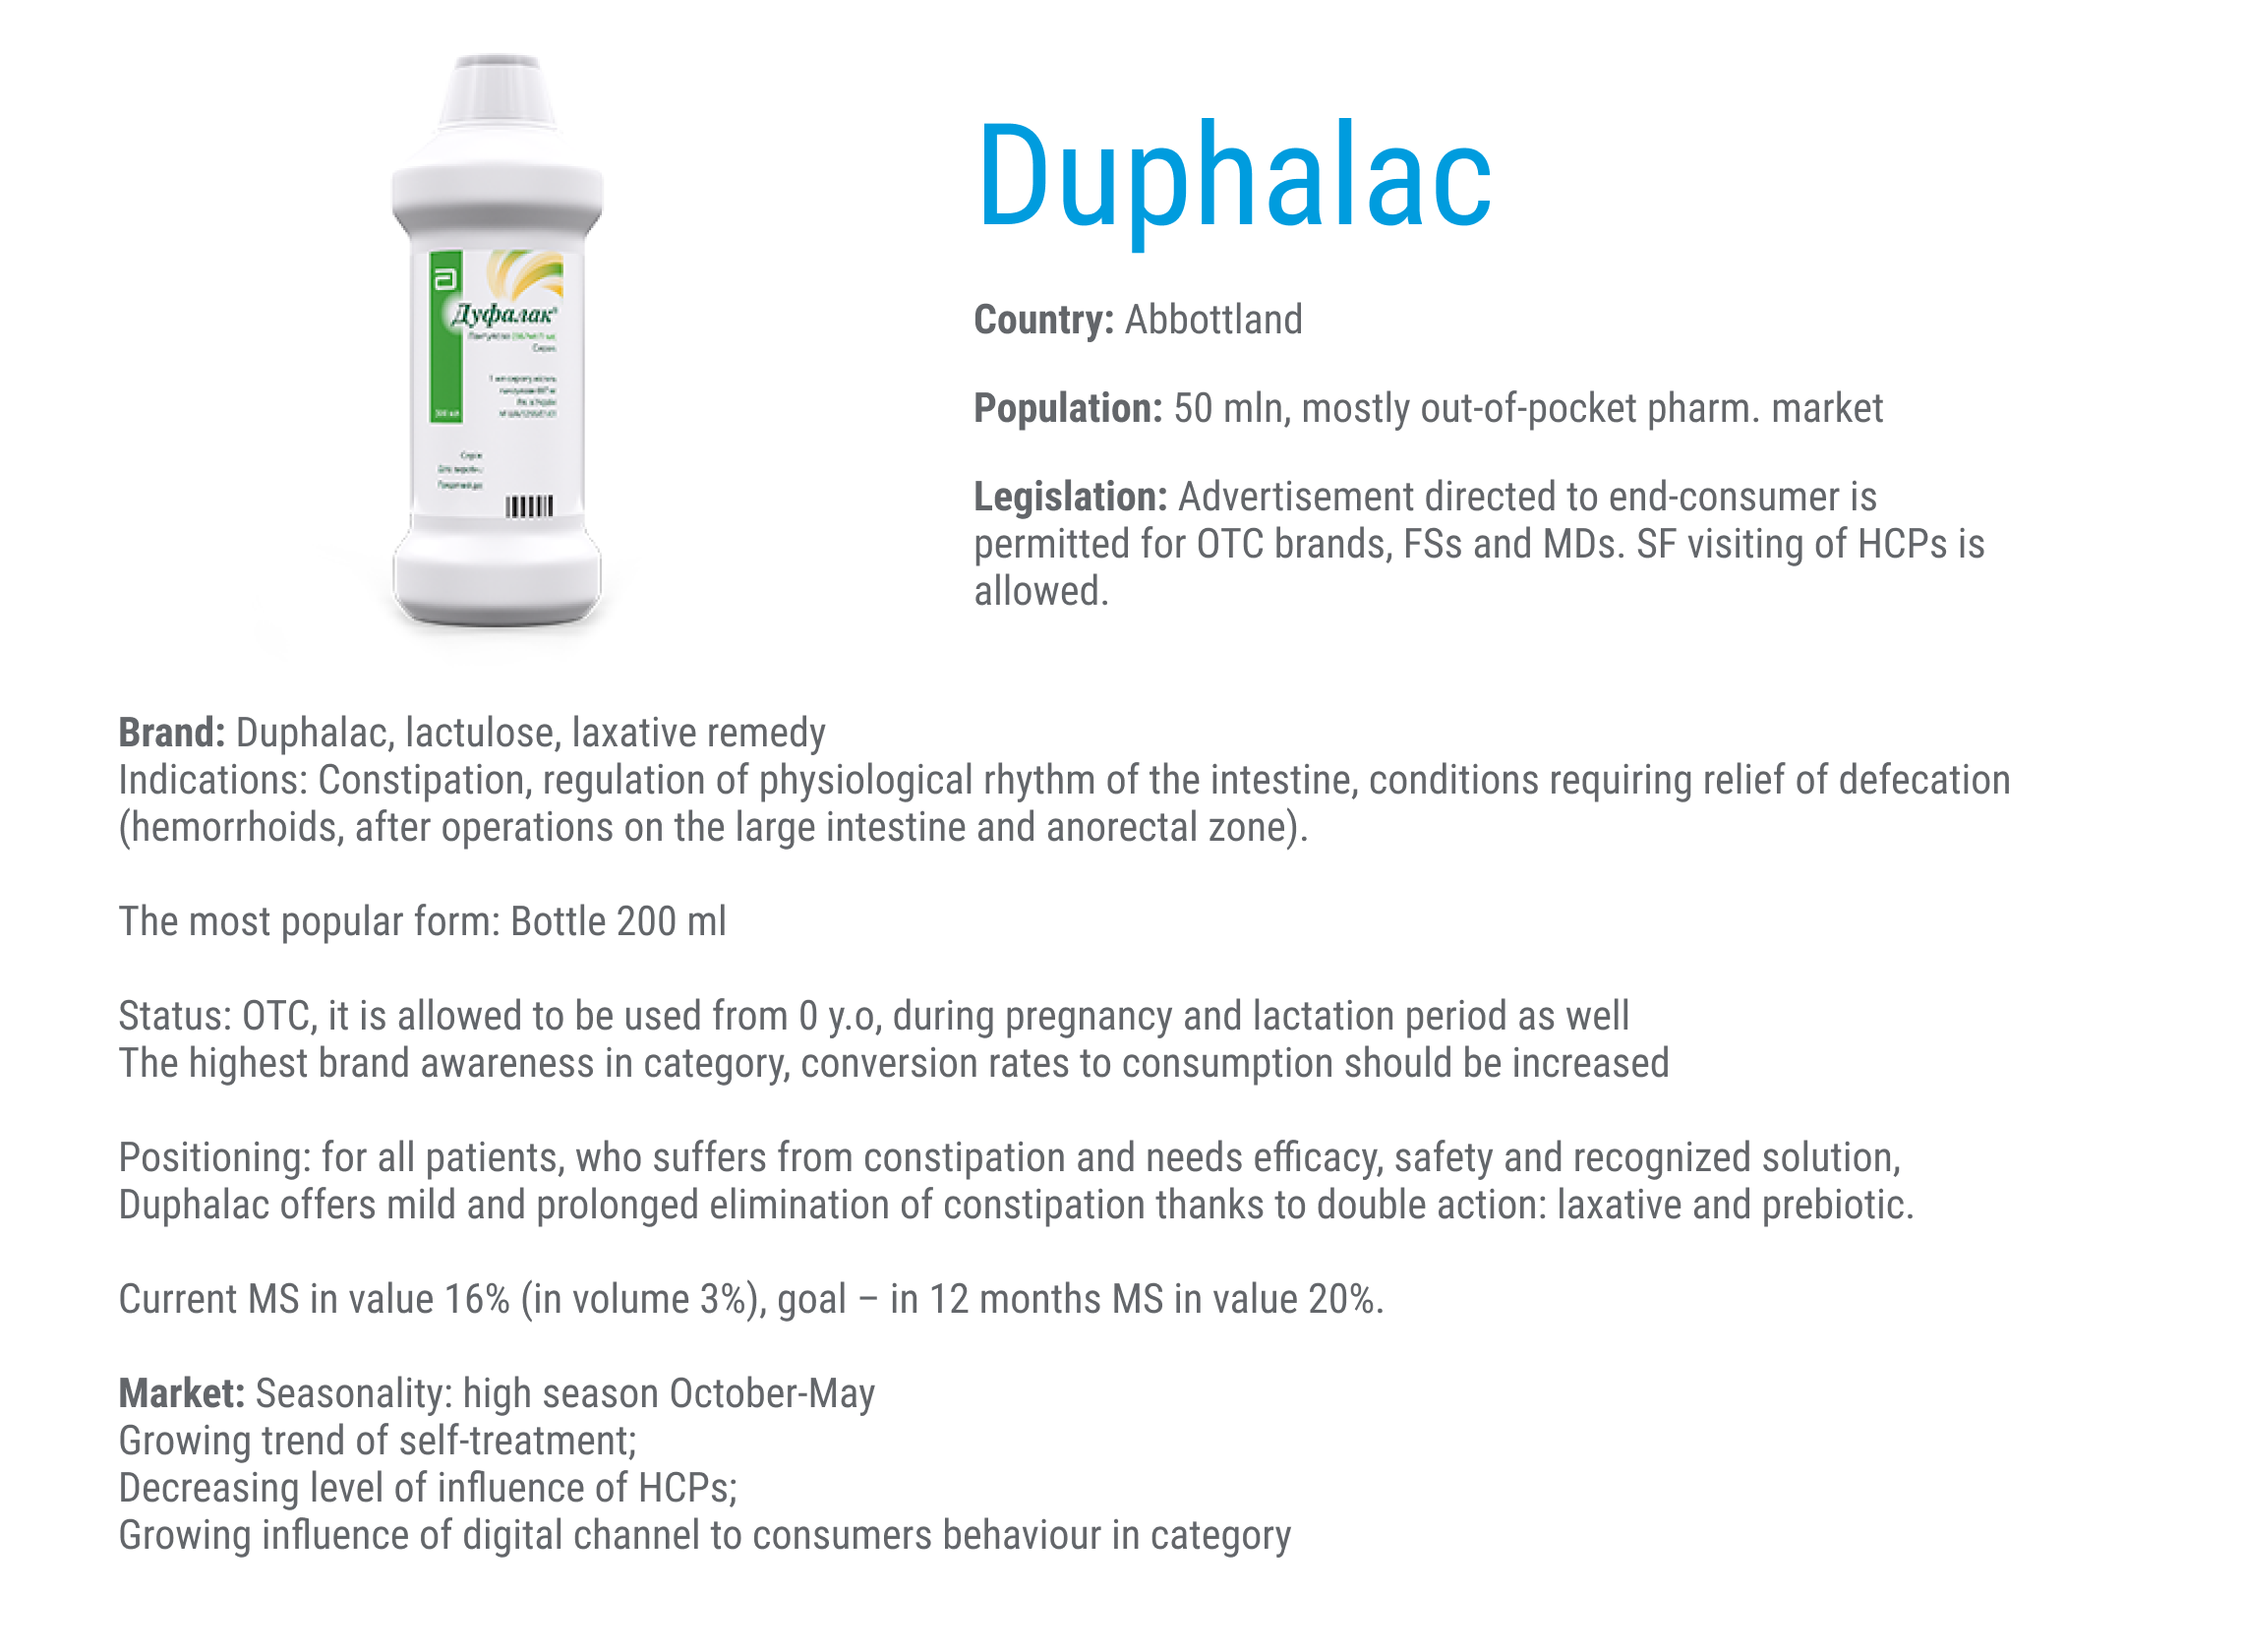 Дуфалак®
Сироп
Duphalac
Country: Abbottland
Population: 50 mln, mostly out-of-pocket pharm. market
Legislation: Advertisement directed to end-consumer is
permitted for OTC brands, FSs and MDs. SF visiting of HCPs is
allowed.
Brand: Duphalac, lactulose, laxative remedy
Indications: Constipation, regulation of physiological rhythm of the intestine, conditions requiring relief of defecation
(hemorrhoids, after operations on the large intestine and anorectal zone).
The most popular form: Bottle 200 ml
Status: OTC, it is allowed to be used from 0 y.o, during pregnancy and lactation period as well
The highest brand awareness in category, conversion rates to consumption should be increased
Positioning: for all patients, who suffers from constipation and needs efficacy, safety and recognized solution,
Duphalac offers mild and prolonged elimination of constipation thanks to double action: laxative and prebiotic.
Current MS in value 16% (in volume 3%), goal – in 12 months MS in value 20%.
Market: Seasonality: high season October-May
Growing trend of self-treatment;
Decreasing level of influence of HCPs;
Growing influence of digital channel to consumers behaviour in category